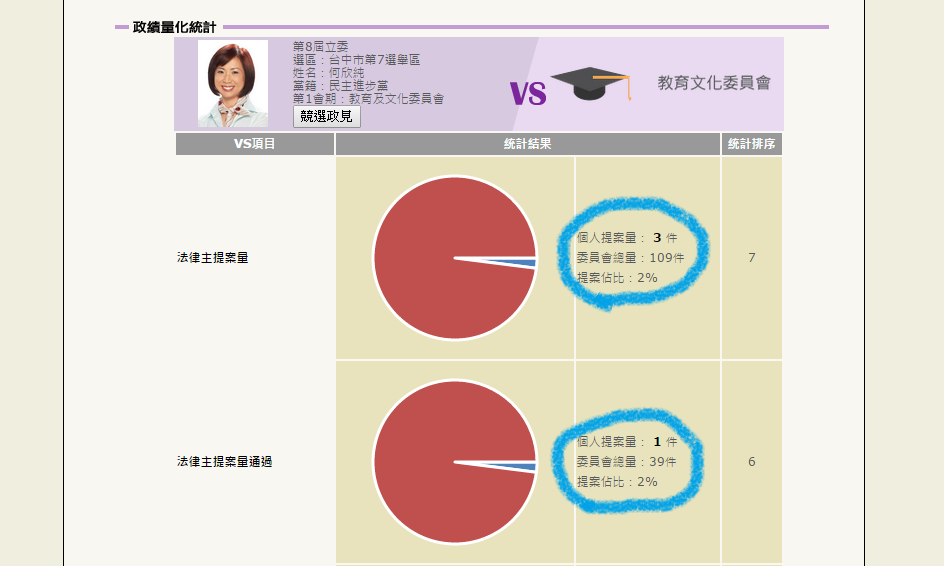 政績量化統計
第8屆立委
選區：台中市第7選舉區
姓名：何欣純
黨籍：民主進步黨
第1會期：教育及文化委員會
競選政見
VS
教育文化委員會
VS項目
統計結果
統計排序
法律主提案量
個人提案量： 3 件
委員會總量：109件
提案佔比：2%
7
法律主提案量通過
個人提案量： 1 件
委員會總量：39件
提案佔比：2%
6